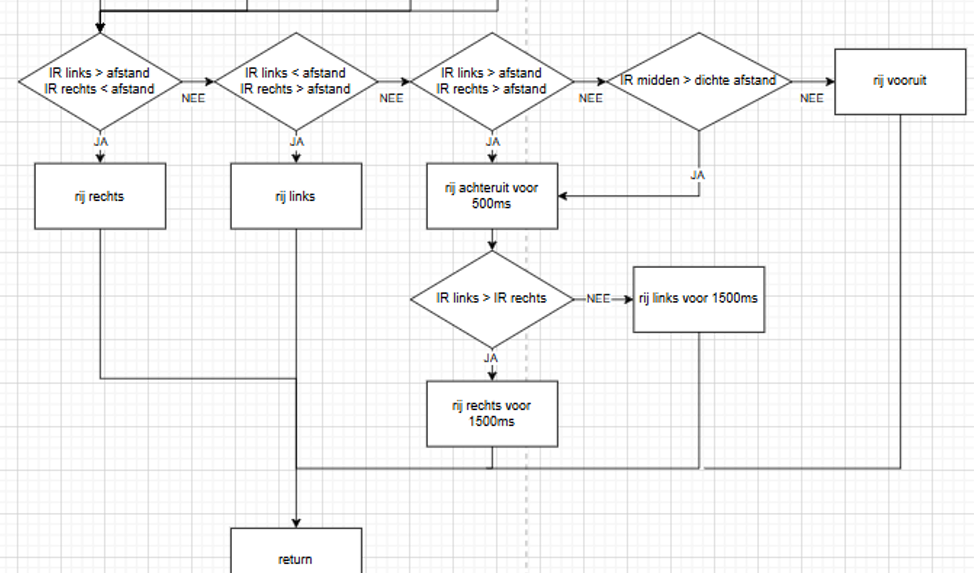 IR links > afstand
IR rechts < afstand
NEE
IR links < afstand
IR rechts > afstand
NEE
IR links > afstand
IR rechts > afstand
NEE
IR midden > dichte afstand
NEE
rij vooruit
JA
JA
JA
JA
rij rechts
rij links
rij achteruit voor
500ms
IR links > IR rechts
NEE
rij links voor 1500ms
JA
rij rechts voor
1500ms
return